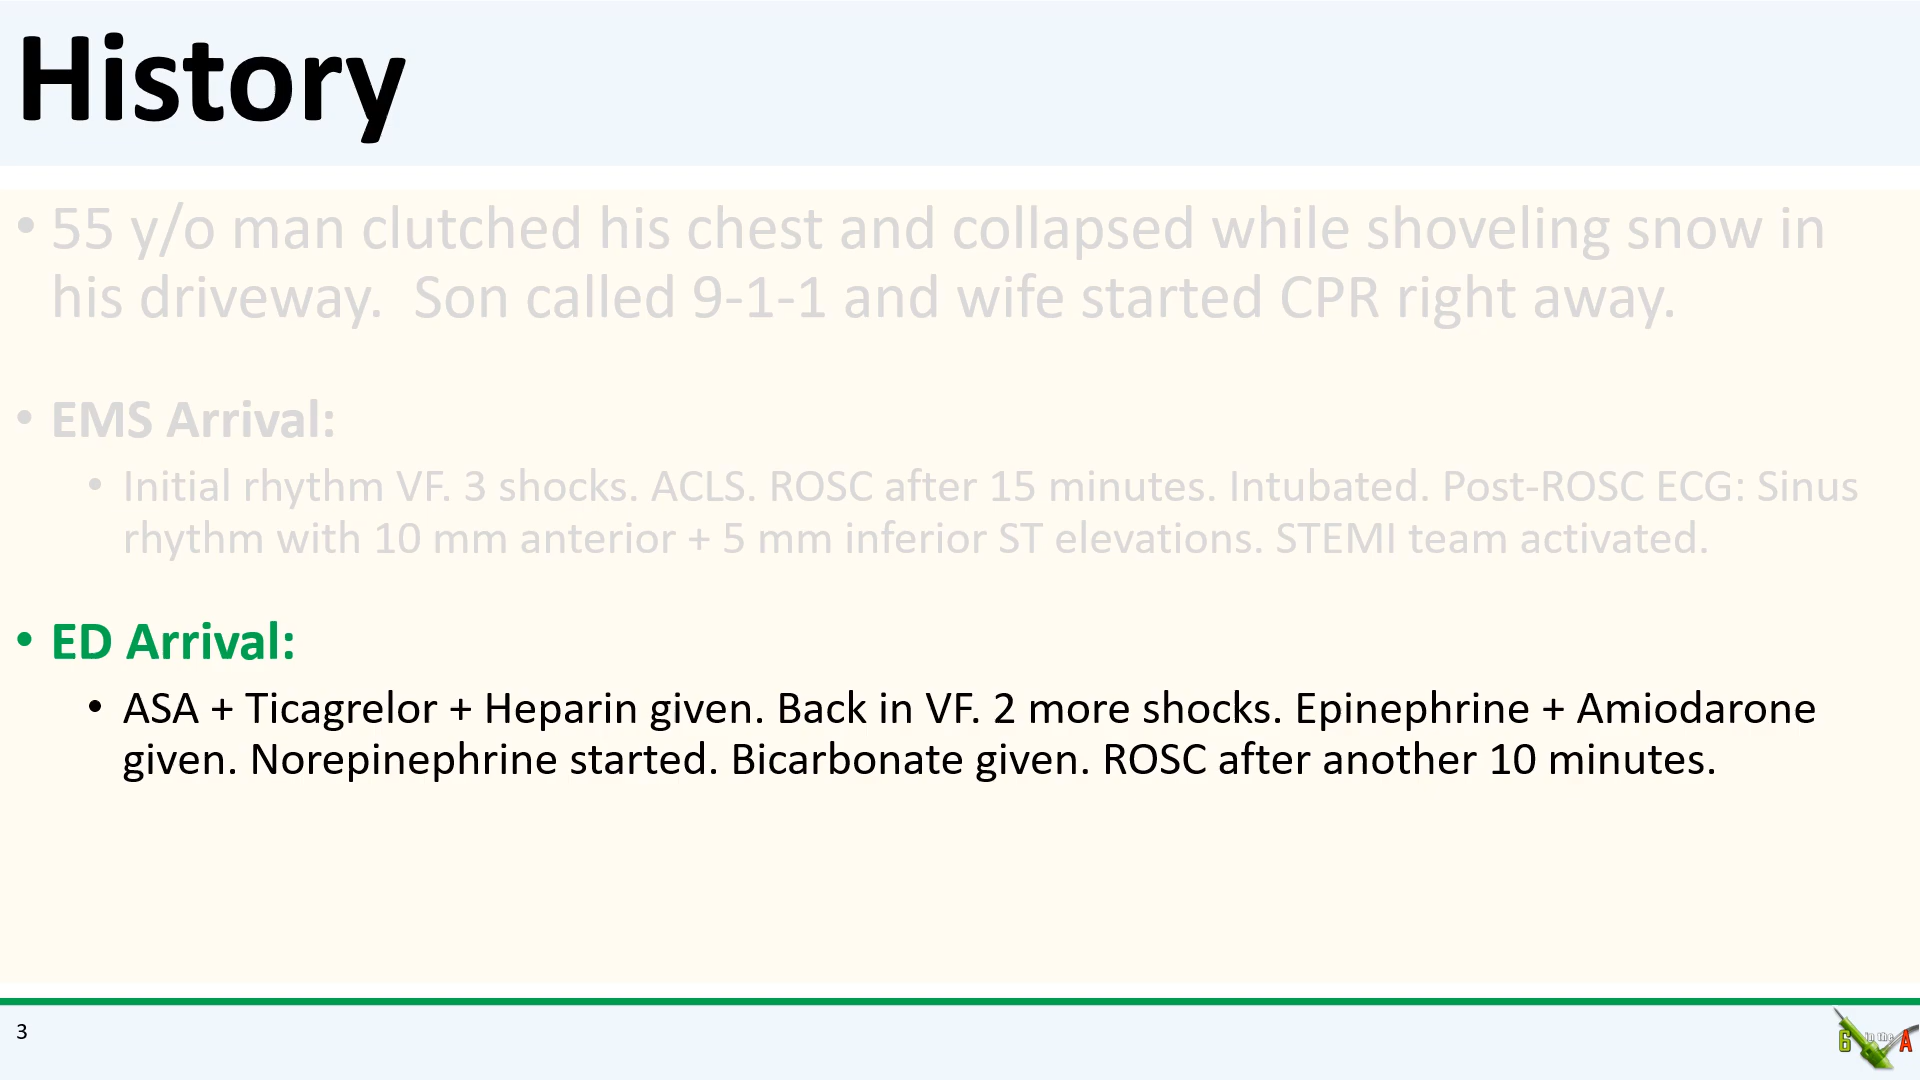 History
• 55 y/o man clutched his chest and collapsed while shoveling snow in
his driveway.  Son called 9-1-1 and wife started CPR right away.
• EMS Arrival:
• Initial rhythm VF. 3 shocks. ACLS. ROSC after 15 minutes. Intubated. Post-ROSC ECG: Sinus
rhythm with 10 mm anterior + 5 mm inferior ST elevations. STEMI team activated.
• ED Arrival:
• ASA + Ticagrelor + Heparin given. Back in VF. 2 more shocks. Epinephrine + Amiodarone
given. Norepinephrine started. Bicarbonate given. ROSC after another 10 minutes.
3
6 in the A